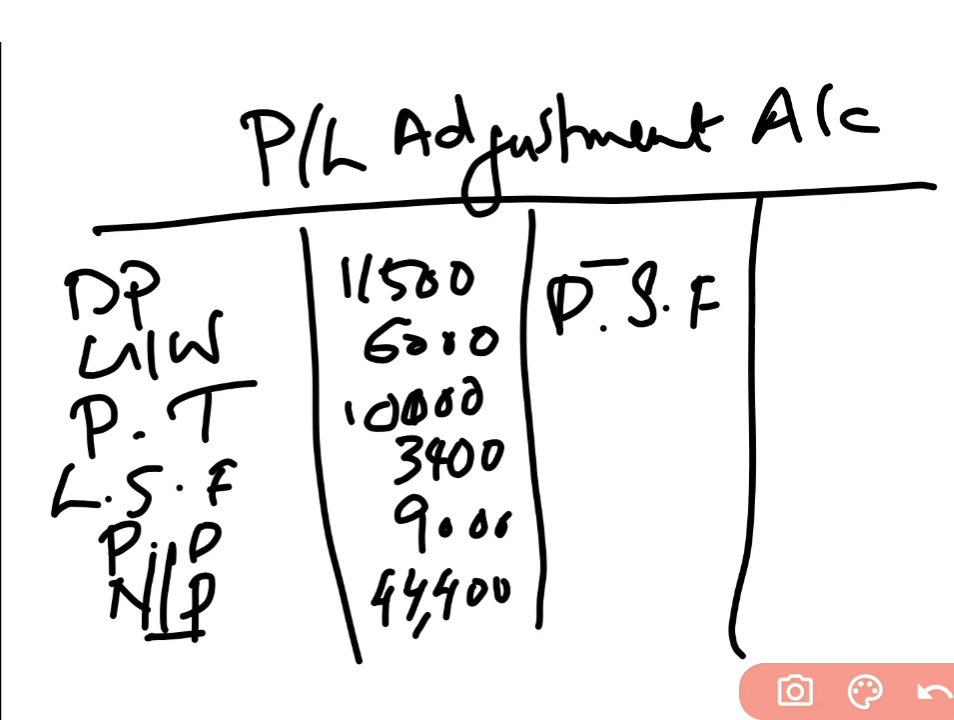 P/L Adjustment A/c
DP 11500 D.S.F
U/W 6000
P.T 10000
L.S.F 3400
P.D 9000
N/P 44,400